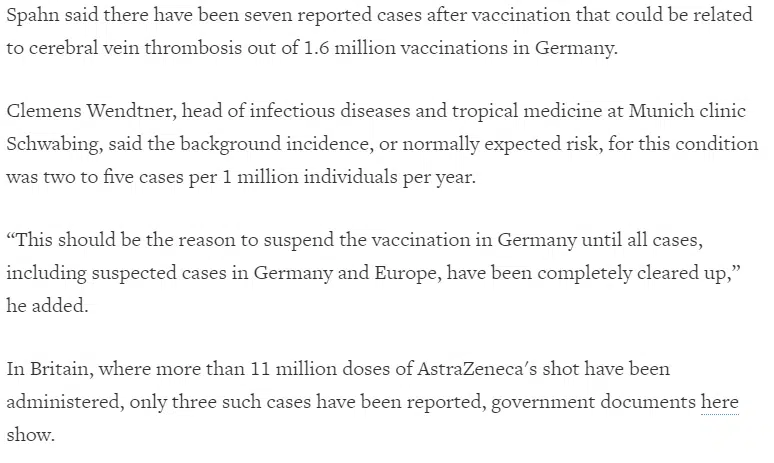 Spahn said there have been seven reported cases after vaccination that could be related
to cerebral vein thrombosis out of 1.6 million vaccinations in Germany.
Clemens Wendtner, head of infectious diseases and tropical medicine at Munich clinic
Schwabing, said the background incidence, or normally expected risk, for this condition
was two to five cases per 1 million individuals per year.
“This should be the reason to suspend the vaccination in Germany until all cases,
including suspected cases in Germany and Europe, have been completely cleared up,”
he added.
In Britain, where more than 11 million doses of AstraZeneca's shot have been
administered, only three such cases have been reported, government documents here
show.